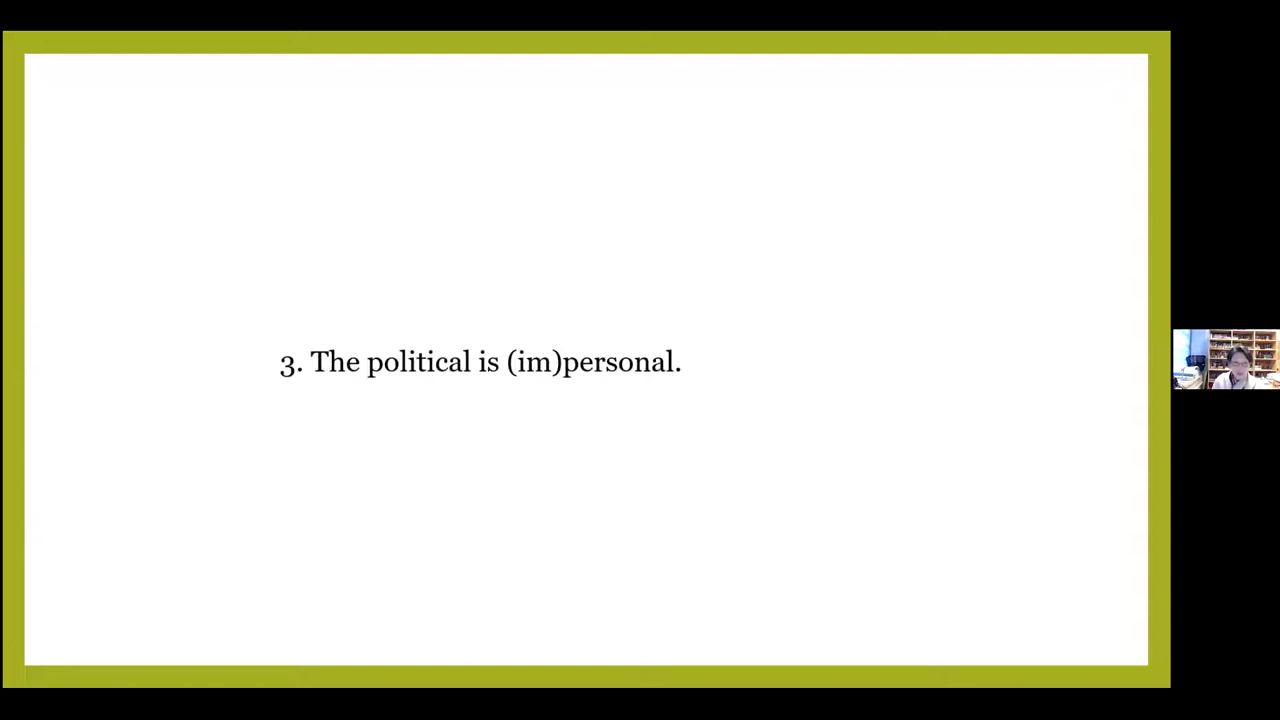 3. The political is (im)personal.